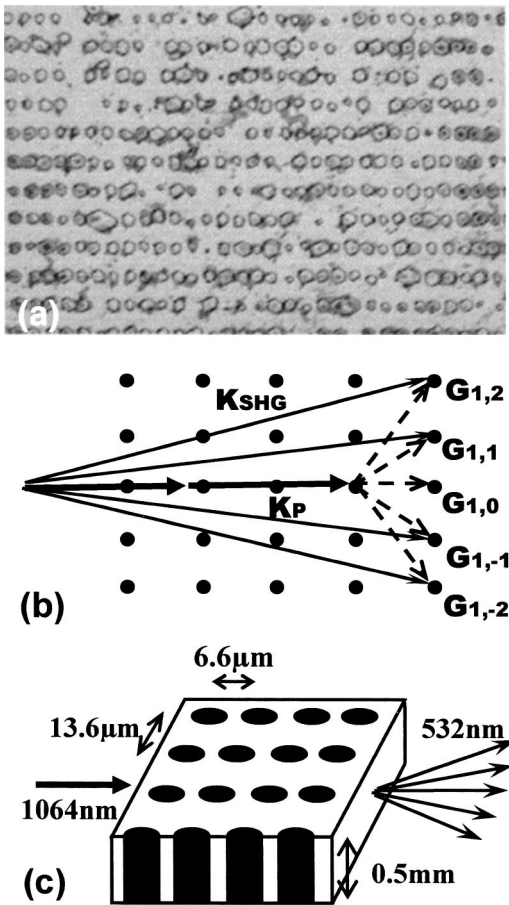 (a)
KSHG
G1,2
G1,1
KP
G1,0
G1,-1
G1,-2
(b)
6.6μm
13.6μm
532nm
1064nm
0.5mm
(c)